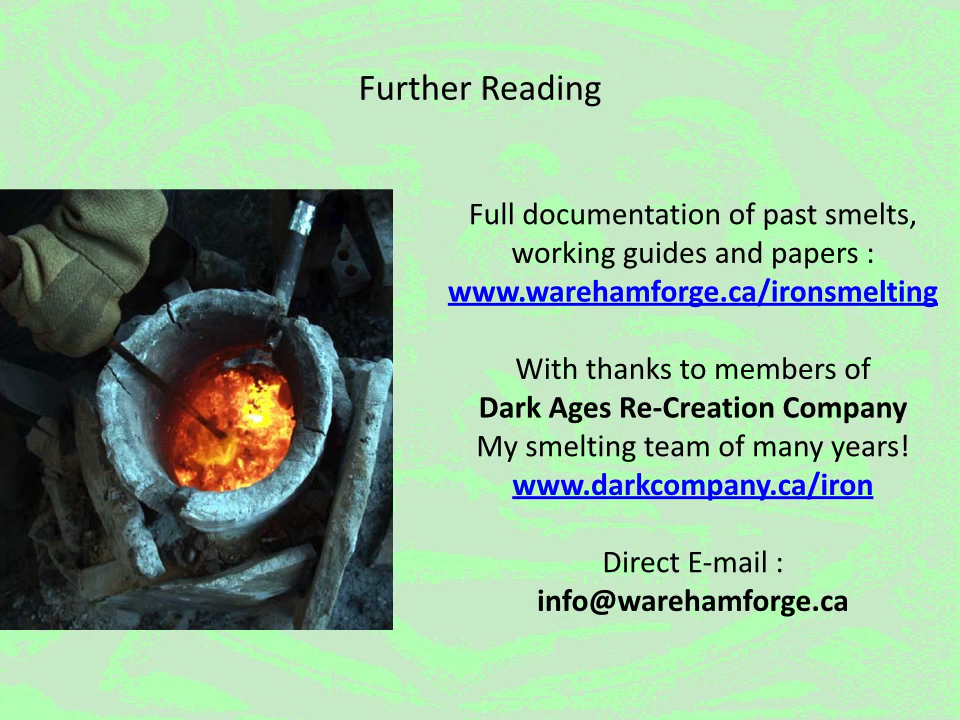 Further Reading
Full documentation of past smelts,
working guides and papers :
www.warehamforge.ca/ironsmelting
With thanks to members of
Dark Ages Re-Creation Company
My smelting team of many years!
www.darkcompany.ca/iron
Direct E-mail :
info@warehamforge.ca